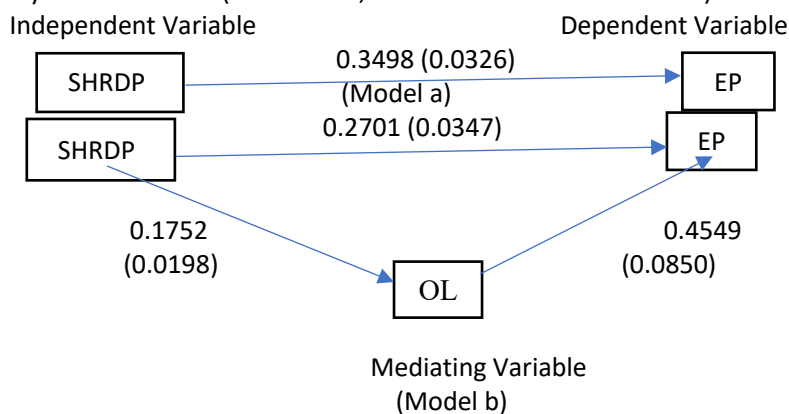 Independent Variable Dependent Variable
SHRDP 0.3498 (0.0326) EP
(Model a)
SHRDP 0.2701 (0.0347) EP
0.1752 0.4549
(0.0198) (0.0850)
OL
Mediating Variable
(Model b)